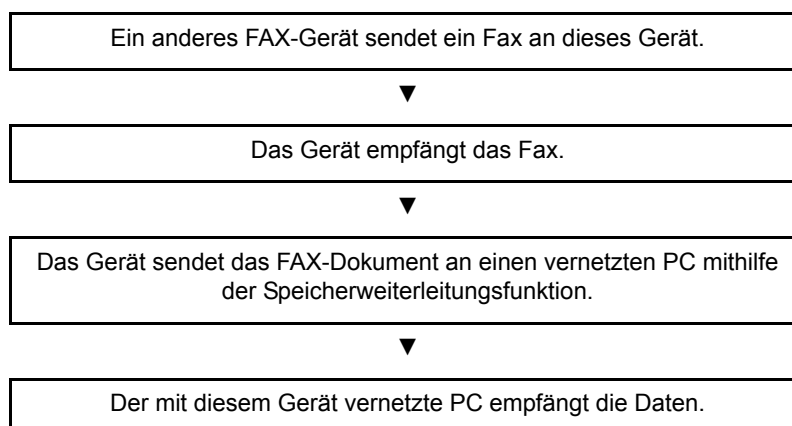 Ein anderes FAX-Gerät sendet ein Fax an dieses Gerät.
▼
Das Gerät empfängt das Fax.
▼
Das Gerät sendet das FAX-Dokument an einen vernetzten PC mithilfe
der Speicherweiterleitungsfunktion.
▼
Der mit diesem Gerät vernetzte PC empfängt die Daten.